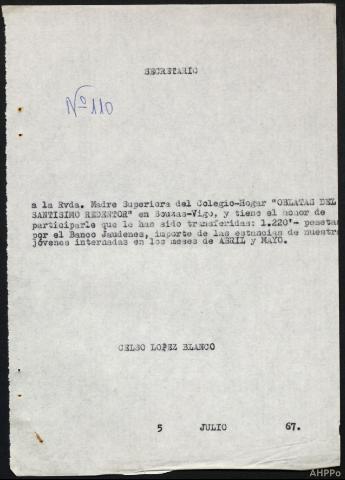 SECRETARIO
Nº 110
a la Rvda. Madre Superiora del Colegio-Hogar "OBLATAS DEL
SANTISIMO REDENTOR" en Bouzas-Vigo, y tiene el honor de
participarle que le han sido transferidas: 1.220'- pesetas
por el Banco Jaudenes, importe de las estancias de nuestra
jóvenes internadas en los meses de ABRIL y MAYO.
CELSO LOPEZ BLANCO
5 JULIO 67.
AHPPo